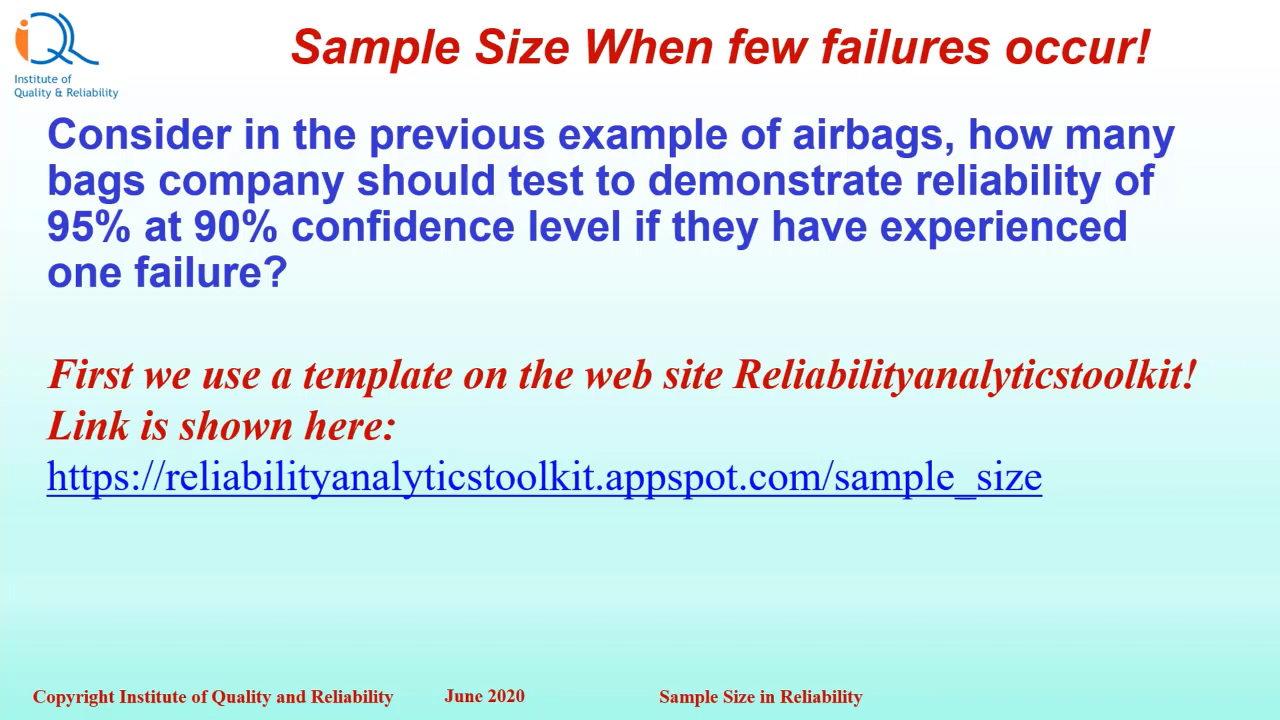 iQR
Institute of
Quality & Reliability
Sample Size When few failures occur!
Consider in the previous example of airbags, how many
bags company should test to demonstrate reliability of
95% at 90% confidence level if they have experienced
one failure?
First we use a template on the web site Reliabilityanalyticstoolkit!
Link is shown here:
https://reliabilityanalyticstoolkit.appspot.com/sample_size
Copyright Institute of Quality and Reliability June 2020 Sample Size in Reliability